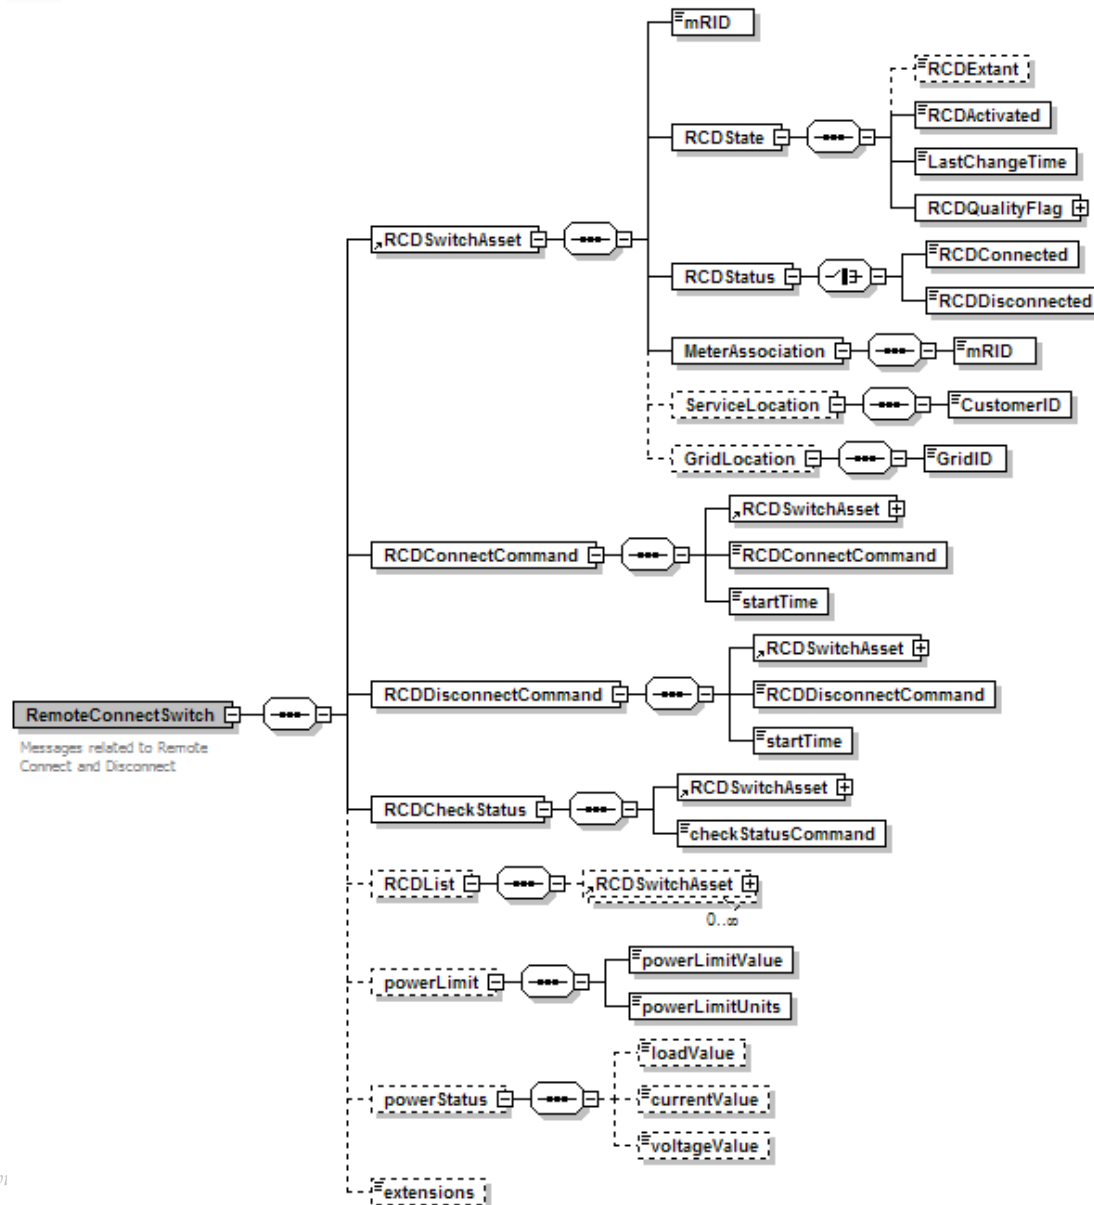 mRID
RCDExtant
RCDActivated
RCDState
LastChangeTime
RCDQualityFlag
RCDSwitchAsset
RCDConnected
RCDStatus
RCDDisconnected
MeterAssociation
mRID
ServiceLocation
CustomerID
GridLocation
GridID
RCDSwitchAsset
RCDConnectCommand
RCDConnectCommand
startTime
RCDSwitchAsset
RCDDisconnectCommand
RCDDisconnectCommand
RemoteConnectSwitch
startTime
Messages related to Remote
Connect and Disconnect
RCDSwitchAsset
RCDCheckStatus
checkStatusCommand
RCDList
RCDSwitchAsset
0..∞
powerLimitValue
powerLimit
powerLimitUnits
loadValue
powerStatus
currentValue
voltageValue
extensions